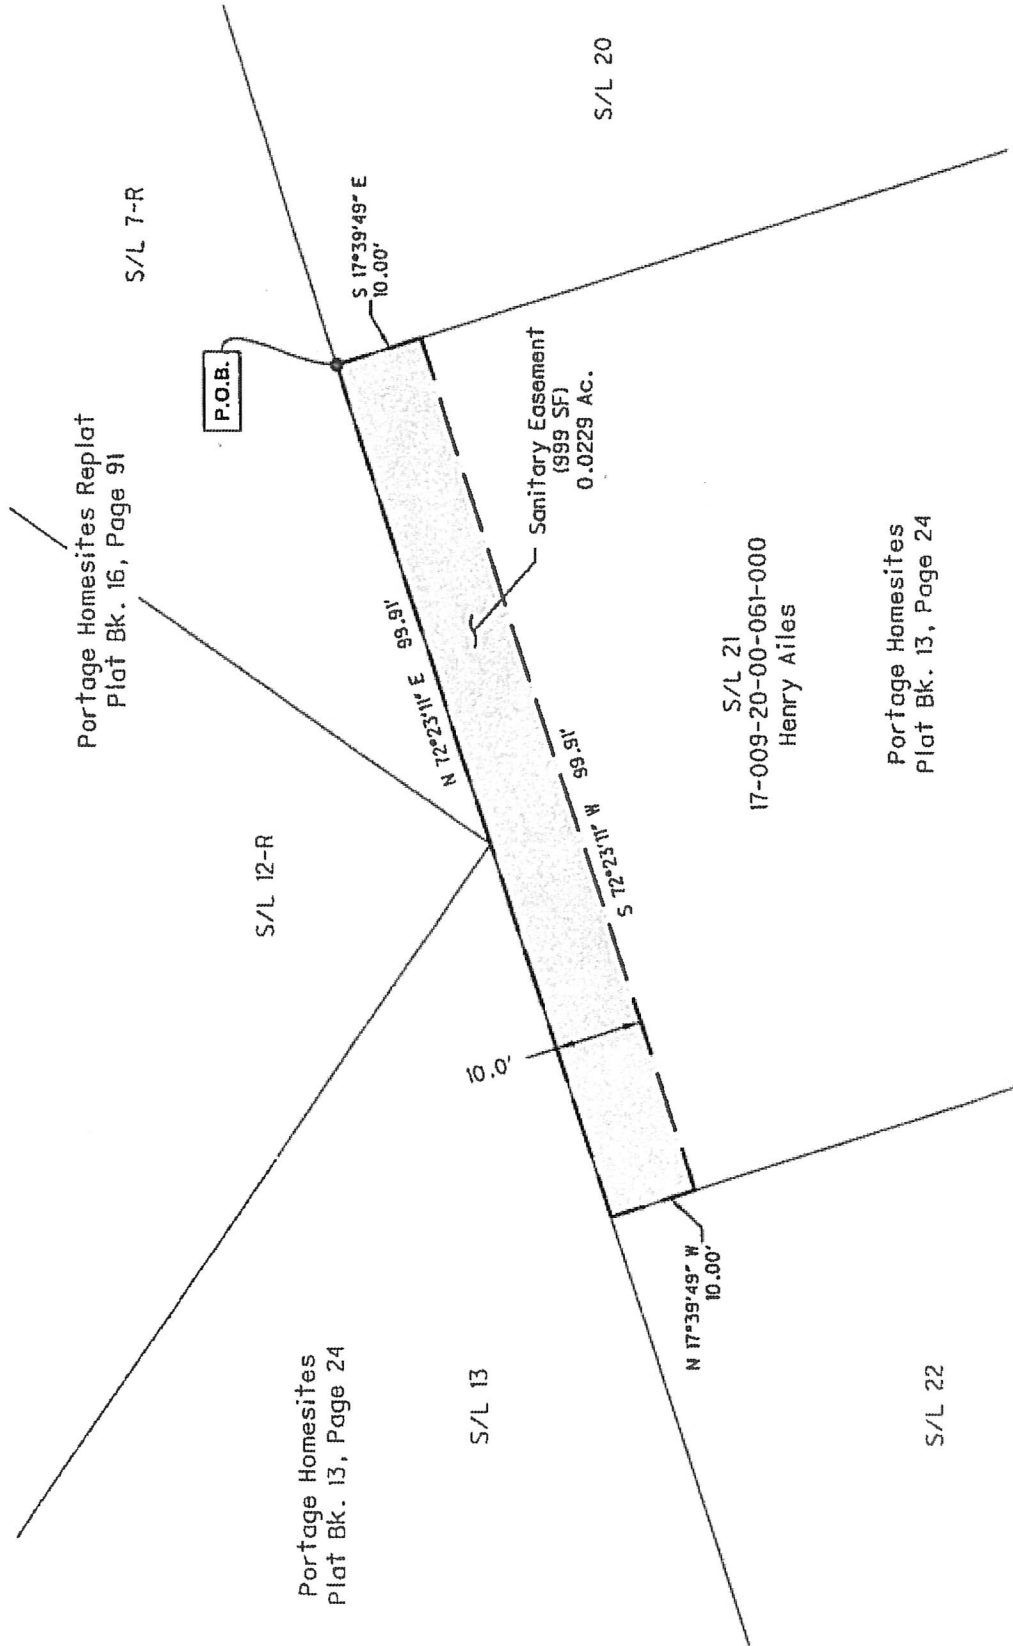 S/L 7-R
Portage Homesites Replat
Plat Bk. 16, Page 91
P.O.B.
S/L 20
S 17°39'49" E
10.00'
S/L 12-R
N 72°23'11" E 99.91'
Sanitary Easement
(999 SF)
0.0229 Ac.
S 72°23'11" W 99.91'
10.0'
S/L 21
17-009-20-00-061-000
Henry Ailes
Portage Homesites
Plat Bk. 13, Page 24
Portage Homesites
Plat Bk. 13, Page 24
S/L 13
N 17°39'49" W
10.00'
S/L 22